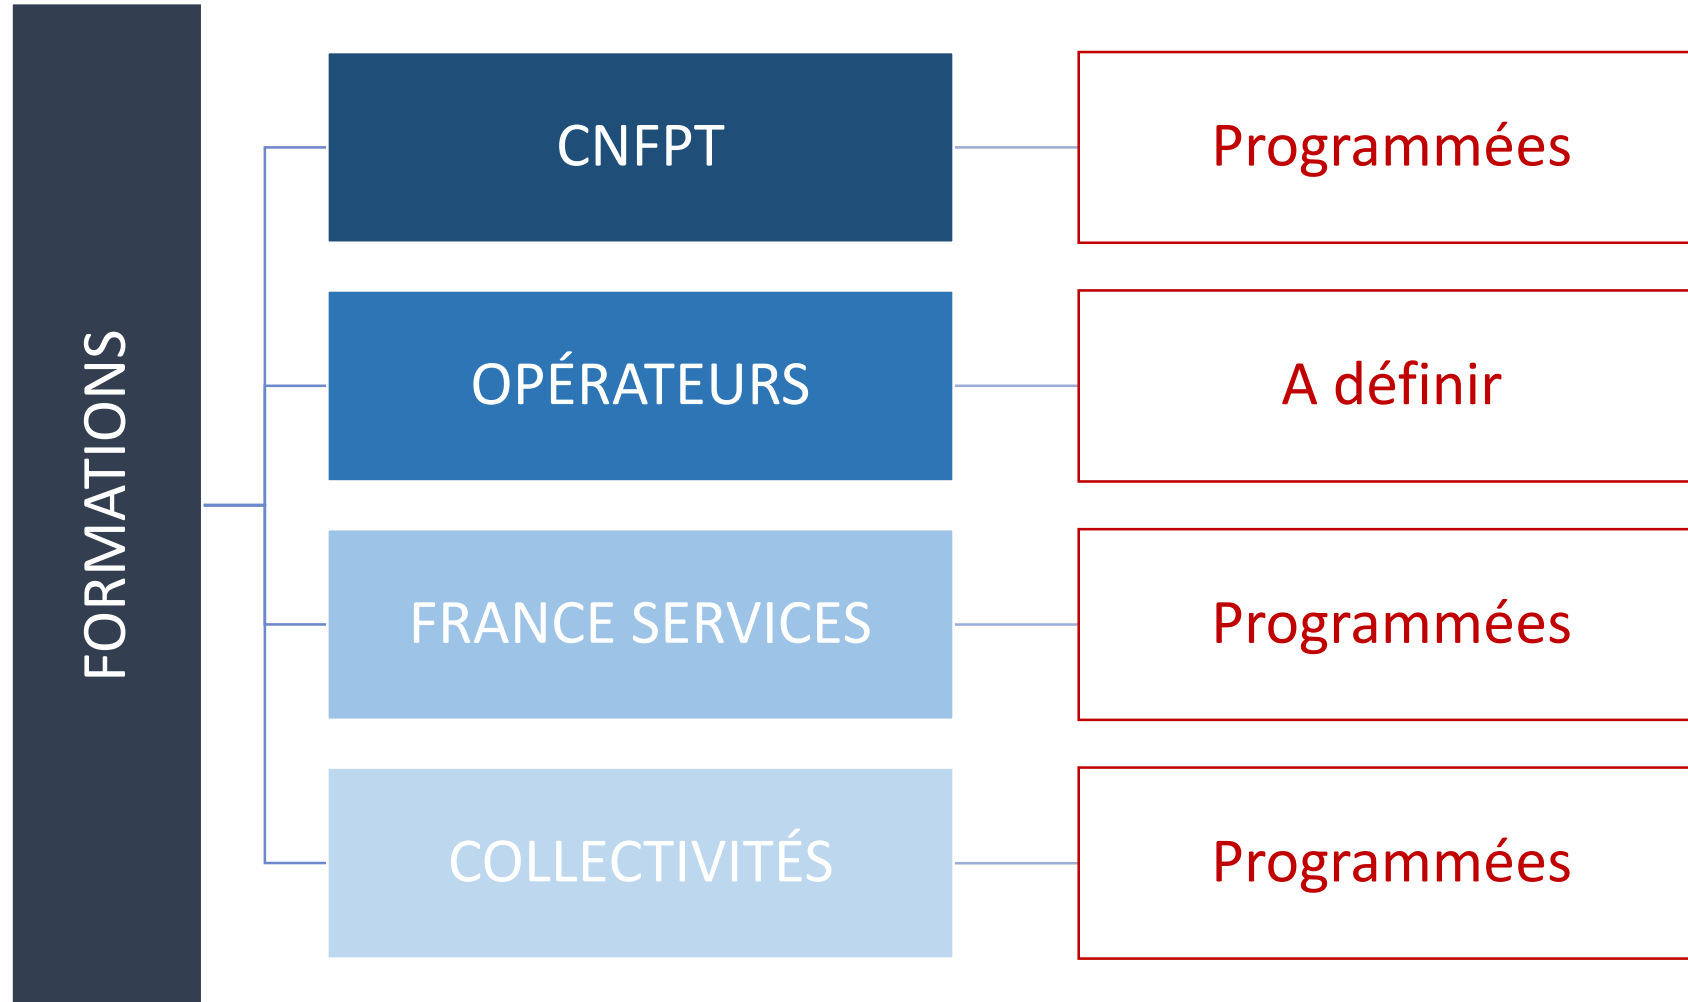 FORMATIONS
CNFPT
Programmées
OPÉRATEURS
A définir
FRANCE SERVICES
Programmées
COLLECTIVITÉS
Programmées